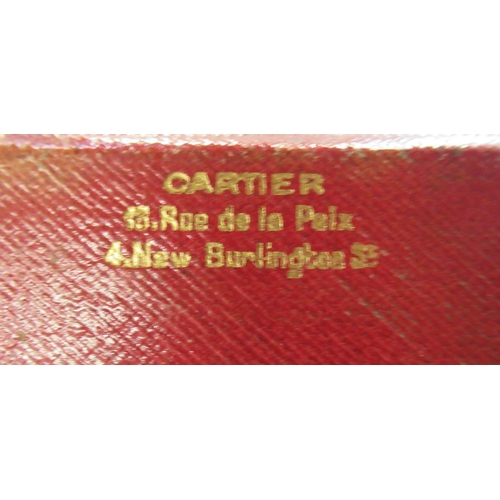 CARTIER
13.Rue de la Paix
4.New Burlington St